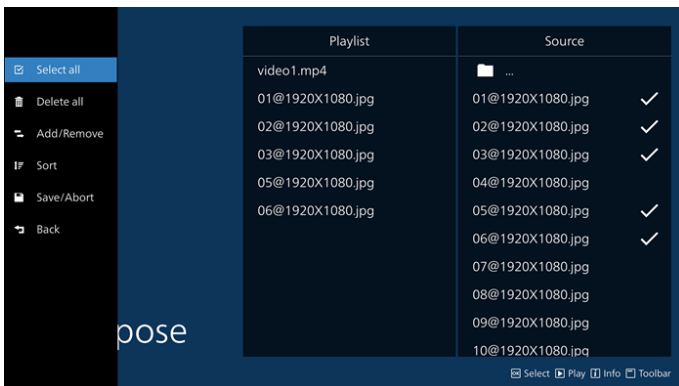 Select all
Delete all
Add/Remove
Sort
Save/Abort
Back
pose
Playlist
video1.mp4
01@1920X1080.jpg
02@1920X1080.jpg
03@1920X1080.jpg
05@1920X1080.jpg
06@1920X1080.jpg
Source
...
01@1920X1080.jpg
02@1920X1080.jpg
03@1920X1080.jpg
04@1920X1080.jpg
05@1920X1080.jpg
06@1920X1080.jpg
07@1920X1080.jpg
08@1920X1080.jpg
09@1920X1080.jpg
10@1920X1080.jpg
OK Select Play i Info Toolbar